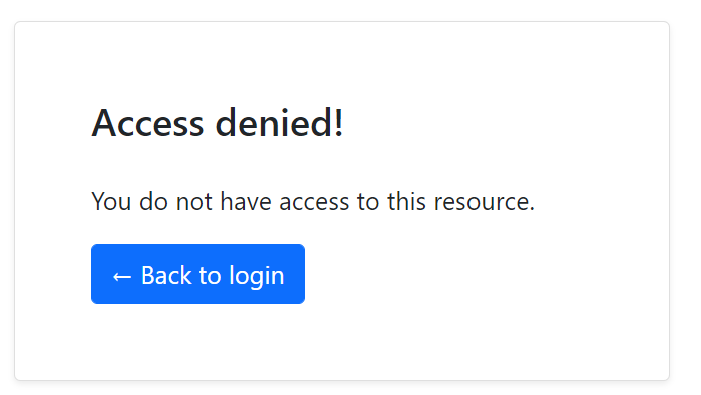 Access denied!
You do not have access to this resource.
← Back to login